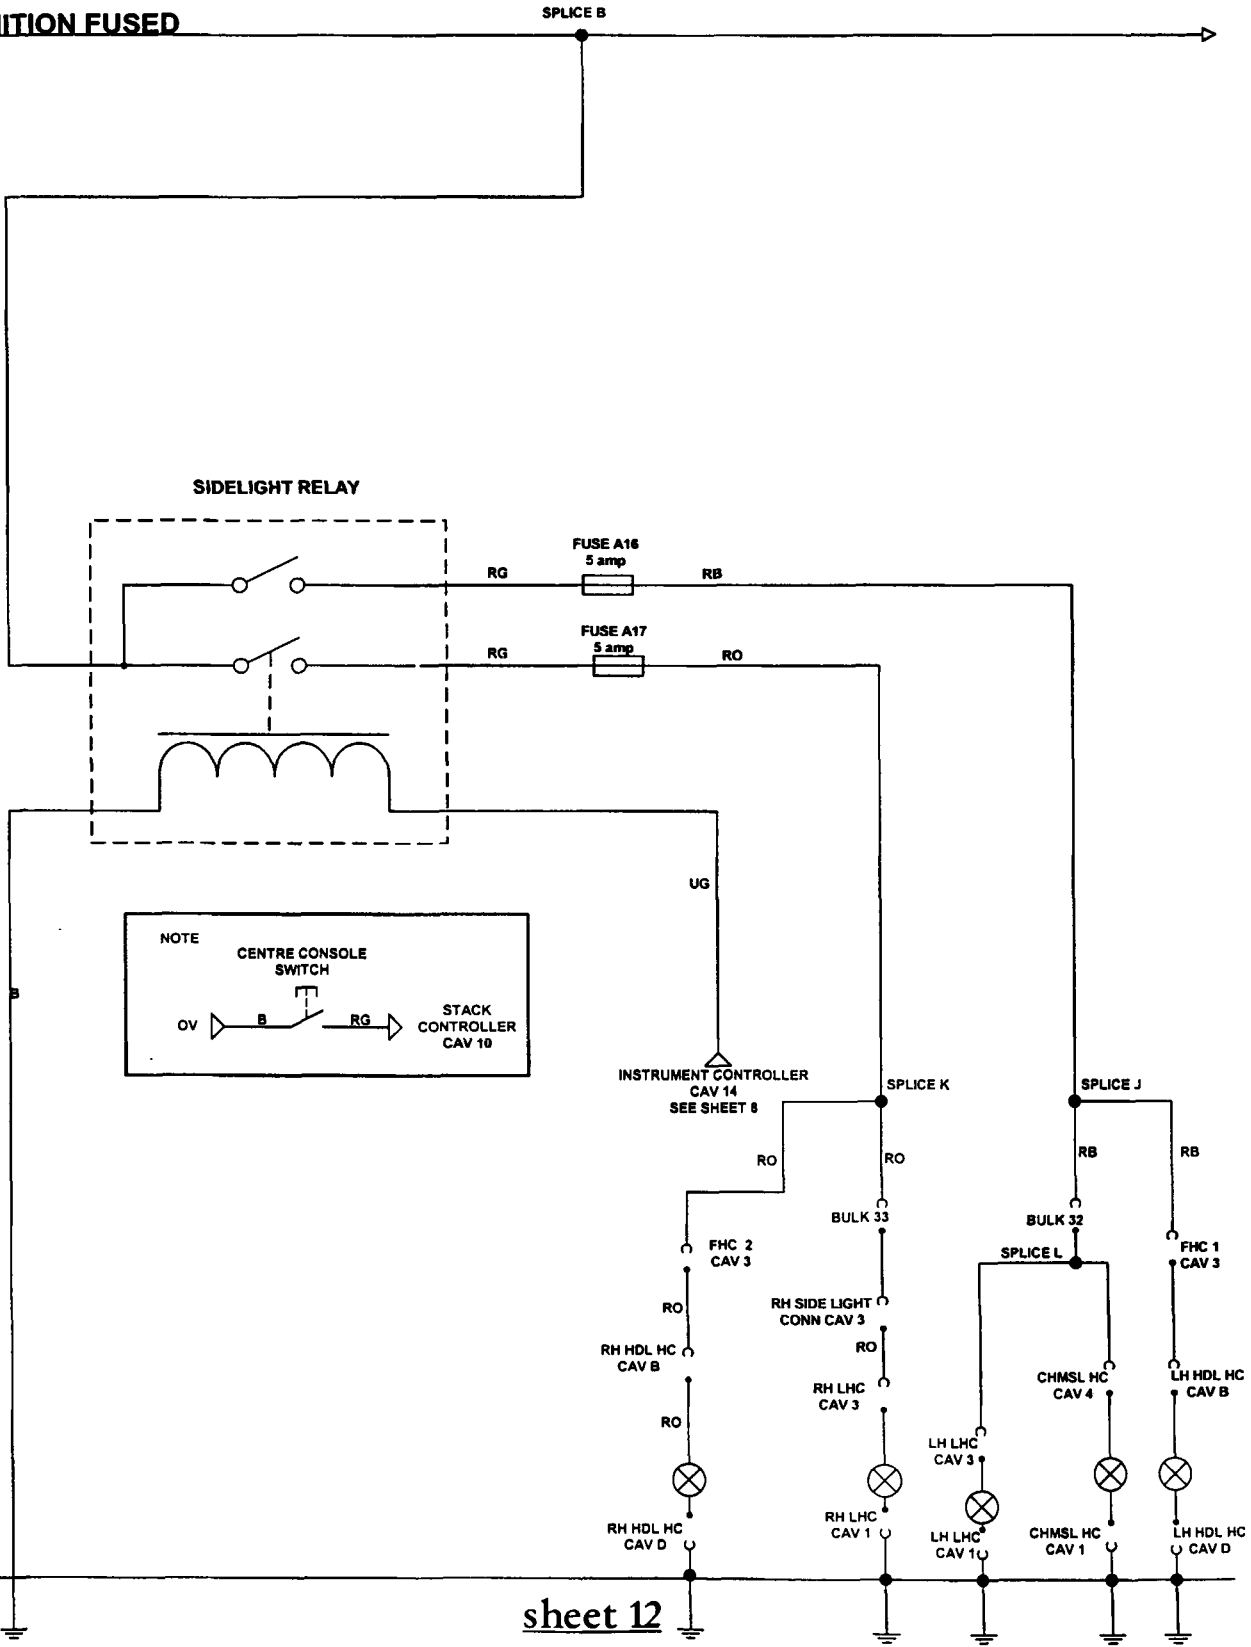 ITION FUSED
SPLICE B
SIDELIGHT RELAY
FUSE A16
5 amp
RG
RB
FUSE A17
5 amp
RG
RO
UG
NOTE
CENTRE CONSOLE
SWITCH
OV
B
RG
STACK
CONTROLLER
CAV 10
B
INSTRUMENT CONTROLLER
CAV 14
SEE SHEET 8
SPLICE K
SPLICE J
RO
RO
RB
RB
BULK 33
BULK 32
FHC 2
CAV 3
SPLICE L
FHC 1
CAV 3
RO
RH SIDE LIGHT
CONN CAV 3
RO
RH HDL HC
CAV B
RH LHC
CAV 3
CHMSL HC
CAV 4
LH HDL HC
CAV B
RO
LH LHC
CAV 3
RH HDL HC
CAV D
RH LHC
CAV 1
LH LHC
CAV 1
CHMSL HC
CAV 1
LH HDL HC
CAV D
sheet 12